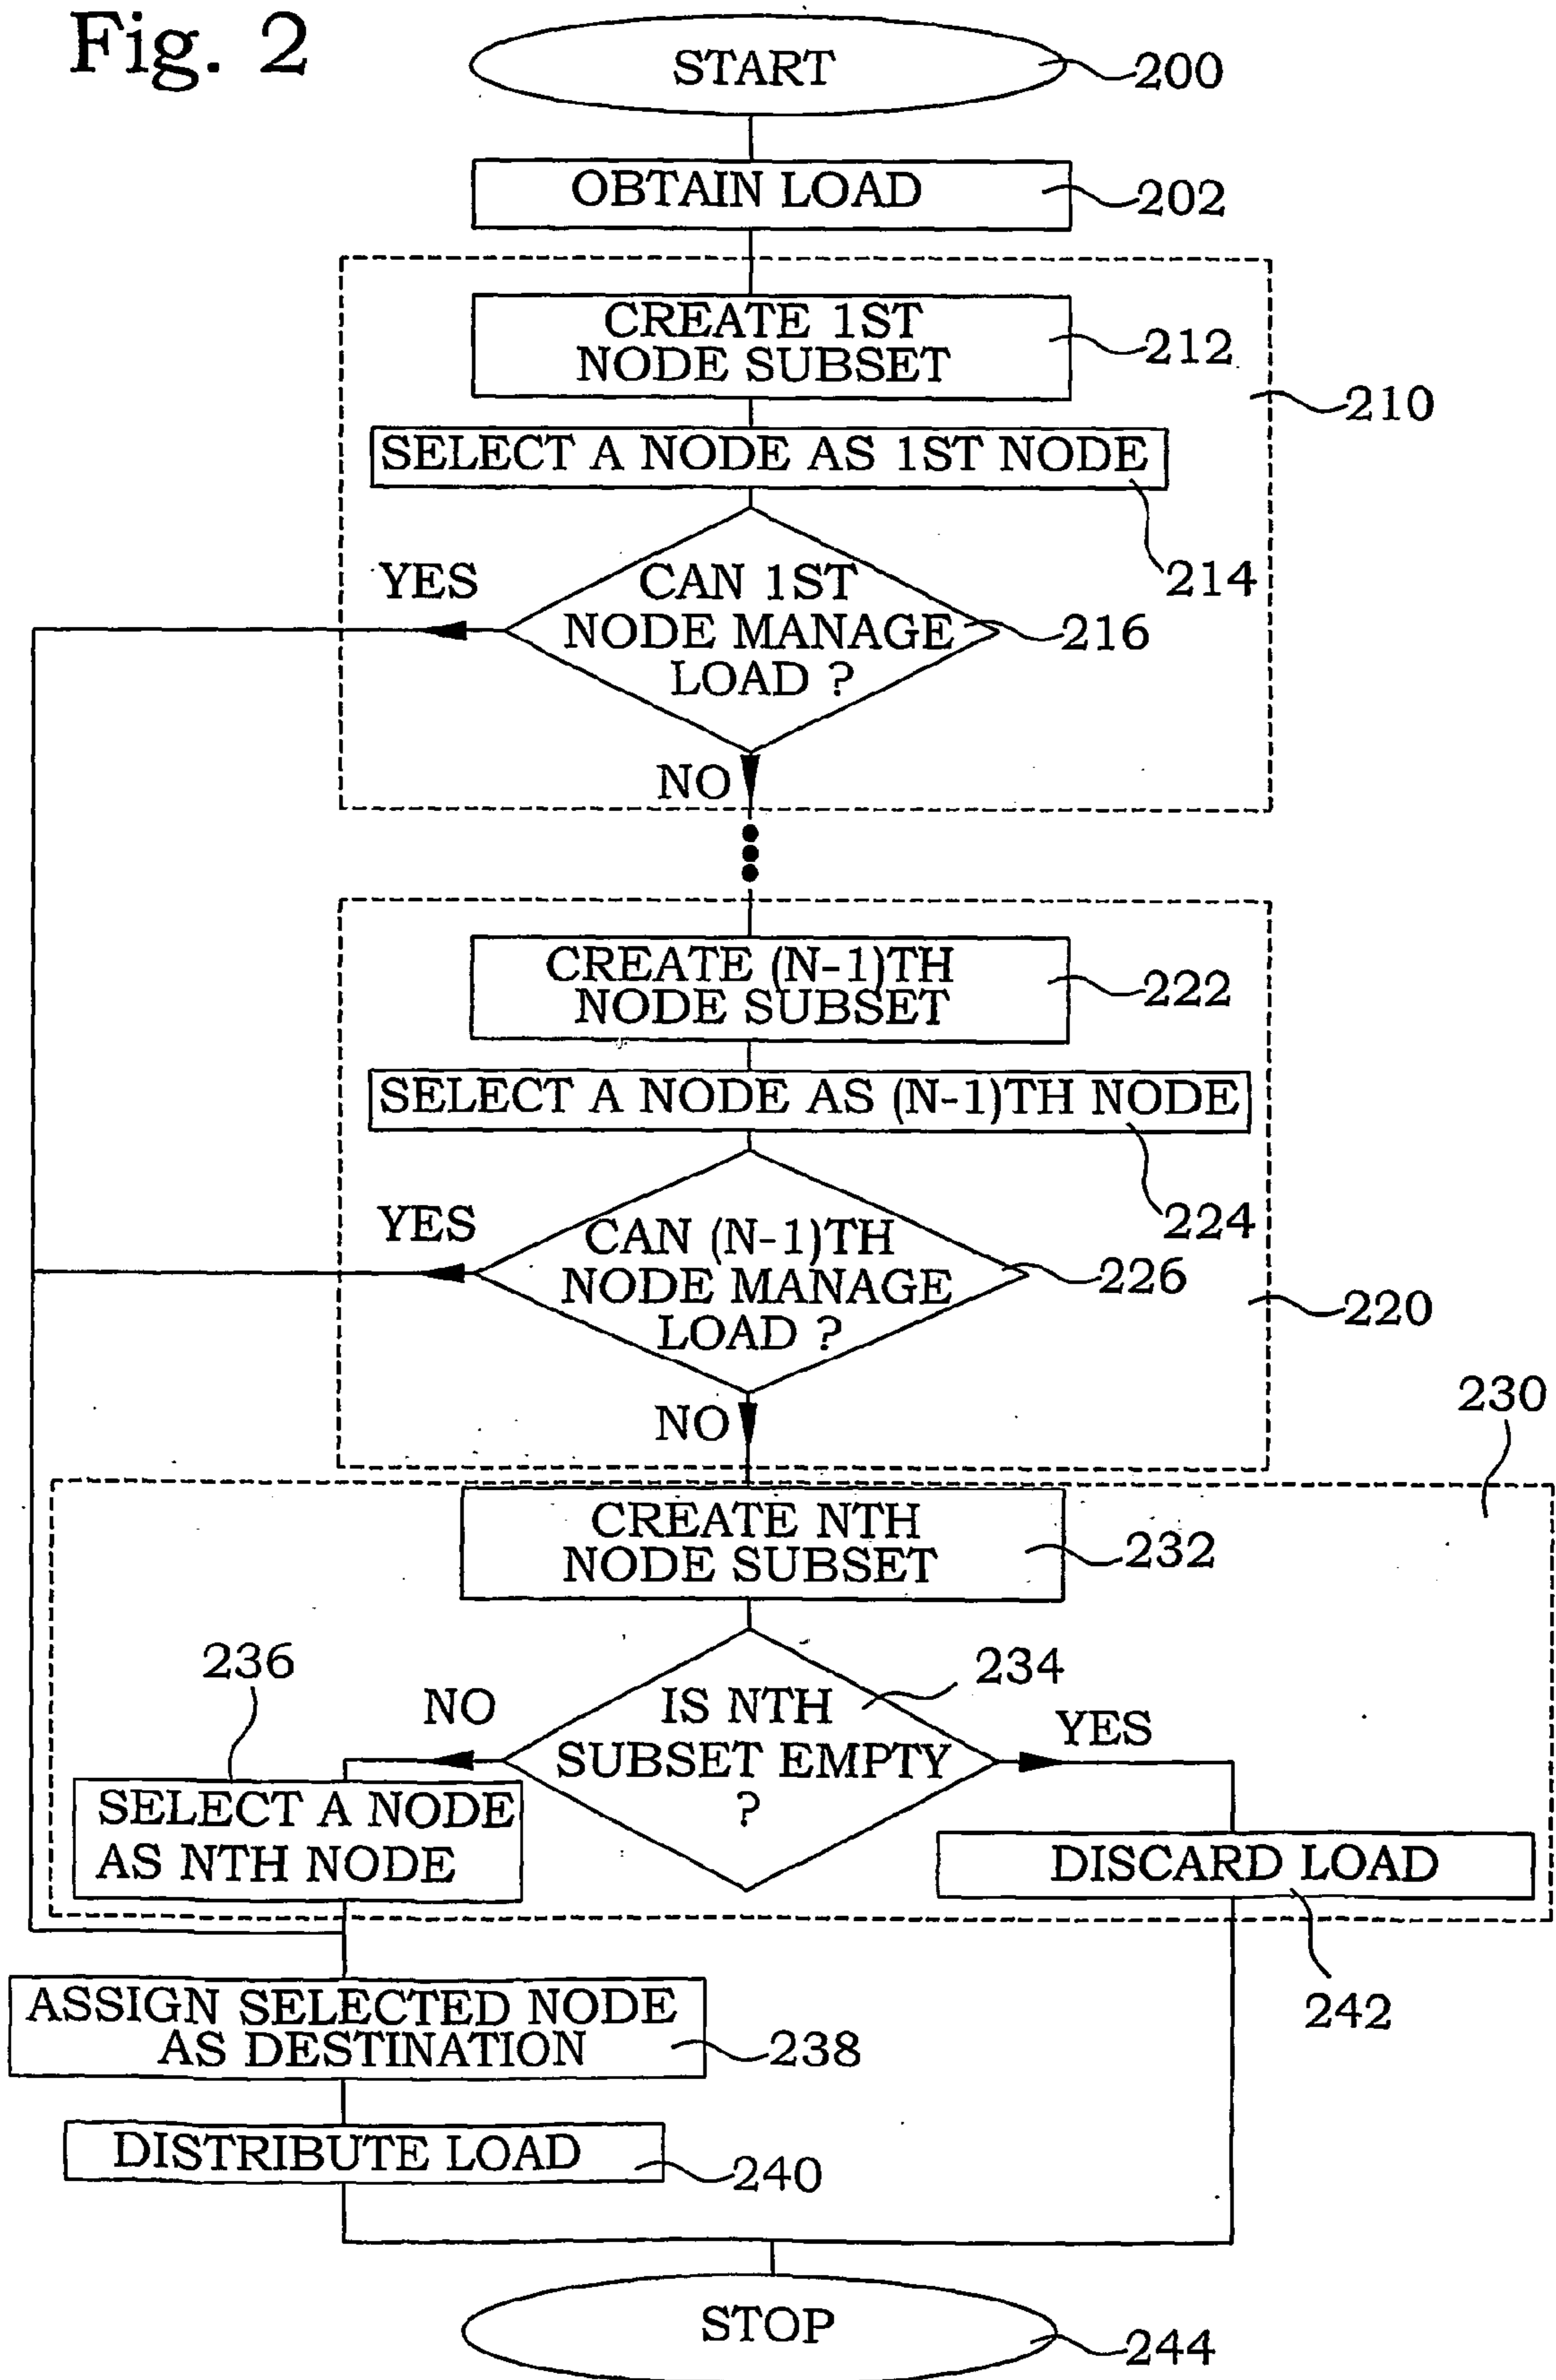 Fig. 2
START
200
OBTAIN LOAD
202
CREATE 1ST
NODE SUBSET
212
210
SELECT A NODE AS 1ST NODE
214
YES
CAN 1ST
NODE MANAGE
LOAD ?
216
NO
CREATE (N-1)TH
NODE SUBSET
222
SELECT A NODE AS (N-1)TH NODE
224
YES
CAN (N-1)TH
NODE MANAGE
LOAD ?
226
220
NO
230
CREATE NTH
NODE SUBSET
232
236
234
NO
IS NTH
SUBSET EMPTY
?
YES
SELECT A NODE
AS NTH NODE
DISCARD LOAD
242
ASSIGN SELECTED NODE
AS DESTINATION
238
DISTRIBUTE LOAD
240
STOP
244